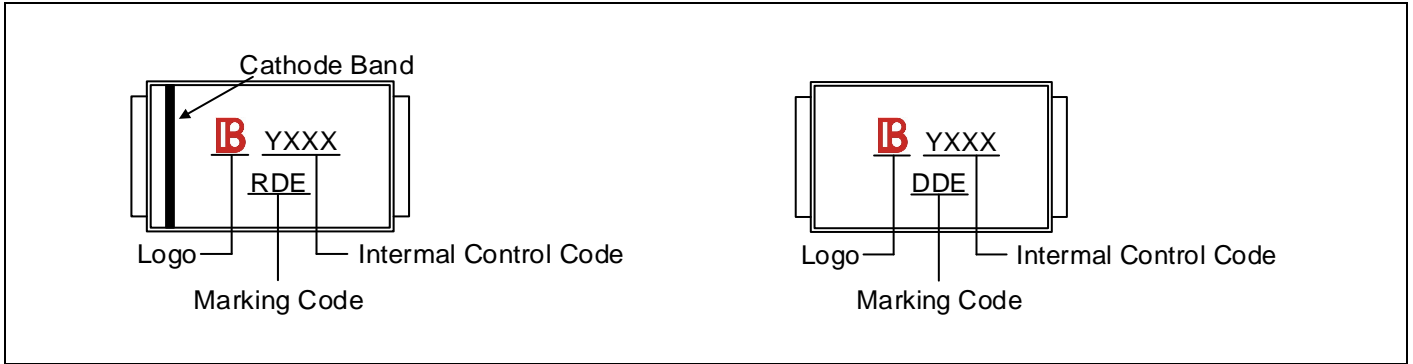 Cathode Band
B YXXX
RDE
Logo
Intermal Control Code
Marking Code
B YXXX
DDE
Logo
Intermal Control Code
Marking Code